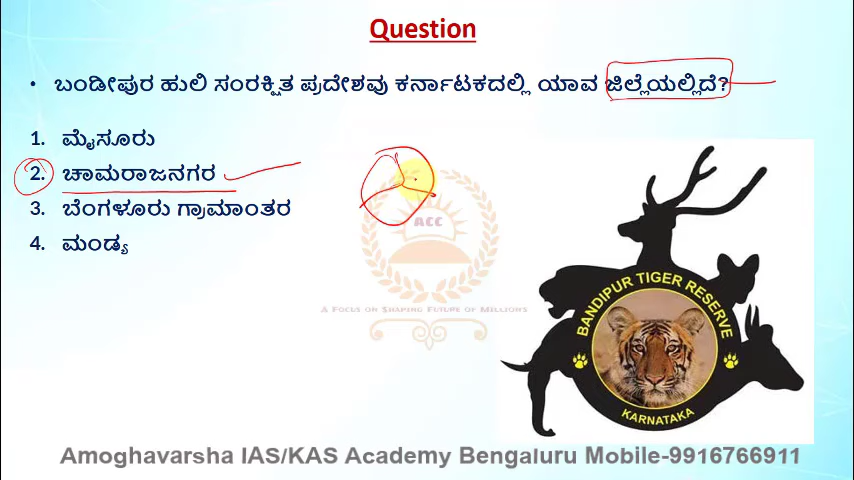 Question
• ಬಂಡೀಪುರ ಹುಲಿ ಸಂರಕ್ಷಿತ ಪ್ರದೇಶವು ಕರ್ನಾಟಕದಲ್ಲಿ ಯಾವ ಜಿಲ್ಲೆಯಲ್ಲಿದೆ?
1. ಮೈಸೂರು
2. ಚಾಮರಾಜನಗರ
3. ಬೆಂಗಳೂರು ಗ್ರಾಮಾಂತರ
4. ಮಂಡ್ಯ
ACC
A Focus on Shaping Future of Millions
BANDIPUR TIGER RESERVE
KARNATAKA
Amoghavarsha IAS/KAS Academy Bengaluru Mobile-9916766911